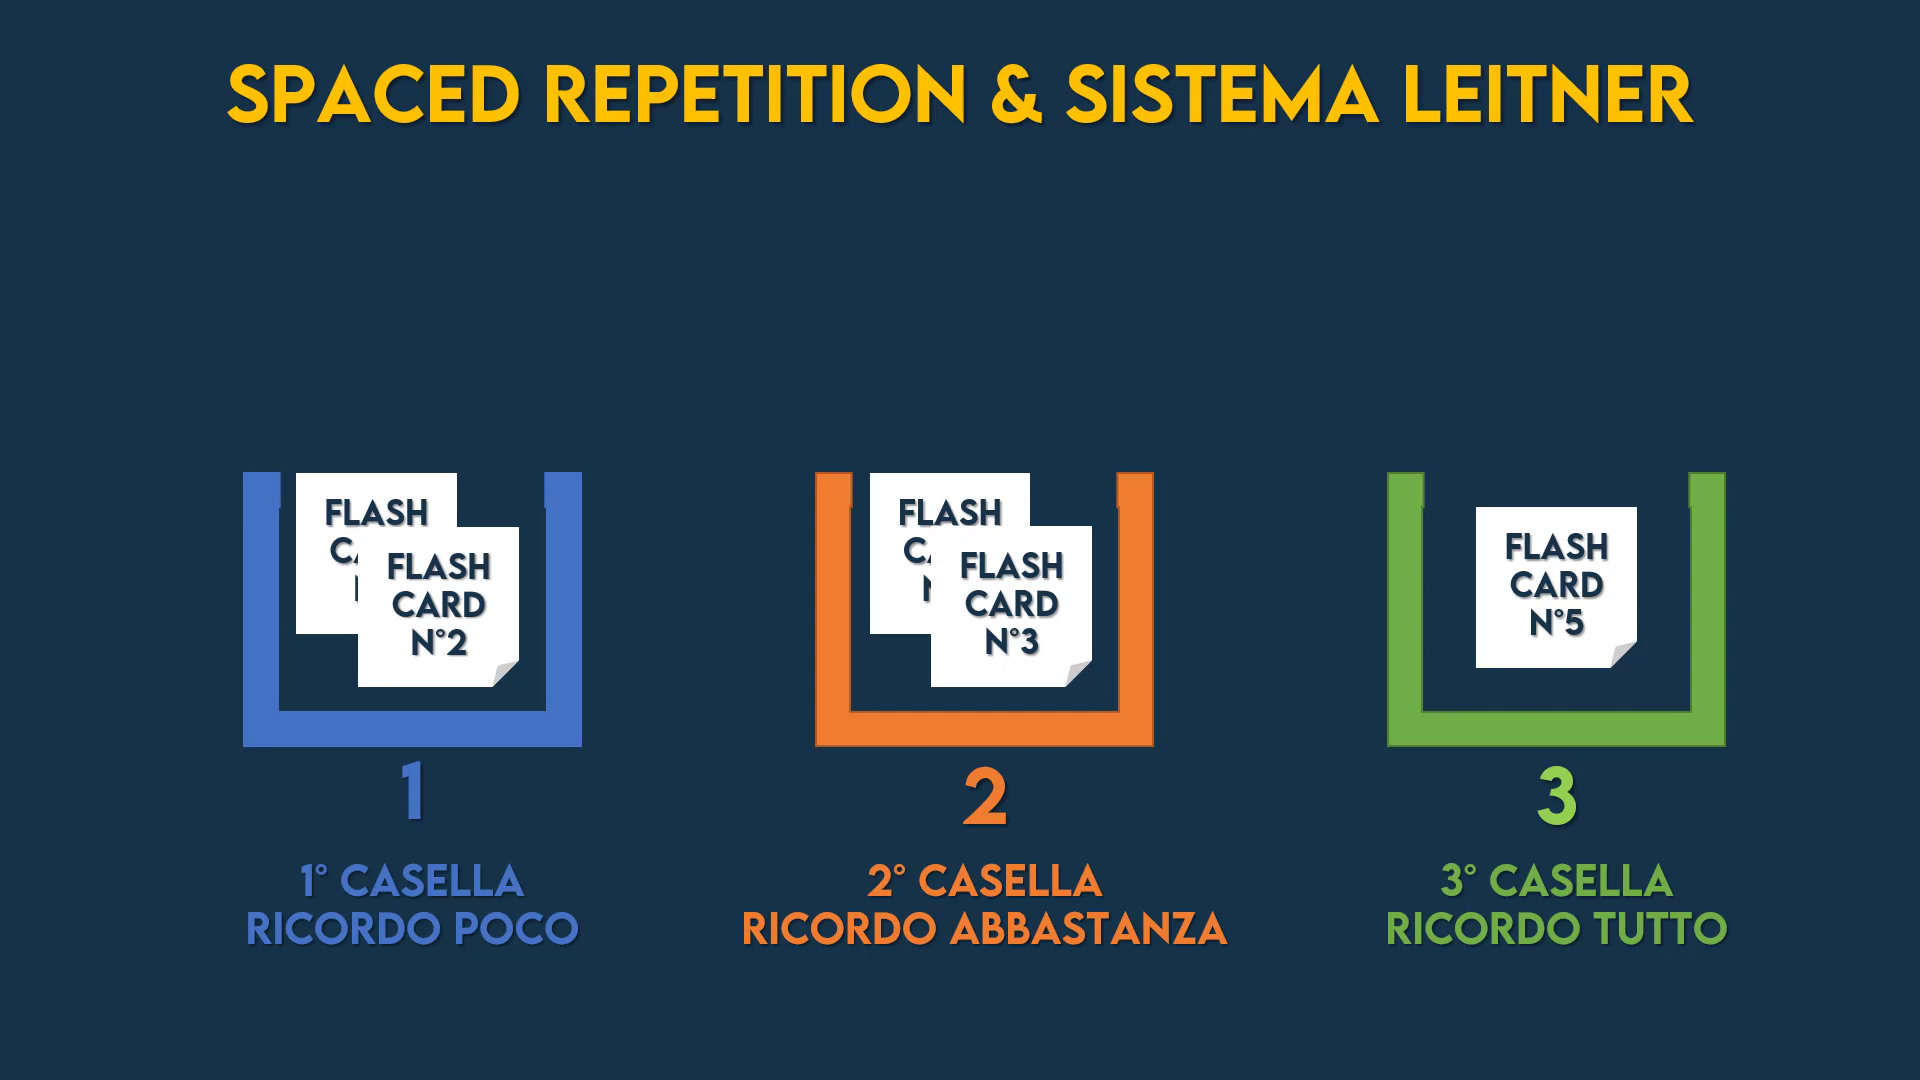 SPACED REPETITION & SISTEMA LEITNER
FLASH
FLASH
CARD
N°2
FLASH
FLASH
CARD
N°3
FLASH
CARD
N°5
1
2
3
1° CASELLA
RICORDO POCO
2° CASELLA
RICORDO ABBASTANZA
3° CASELLA
RICORDO TUTTO